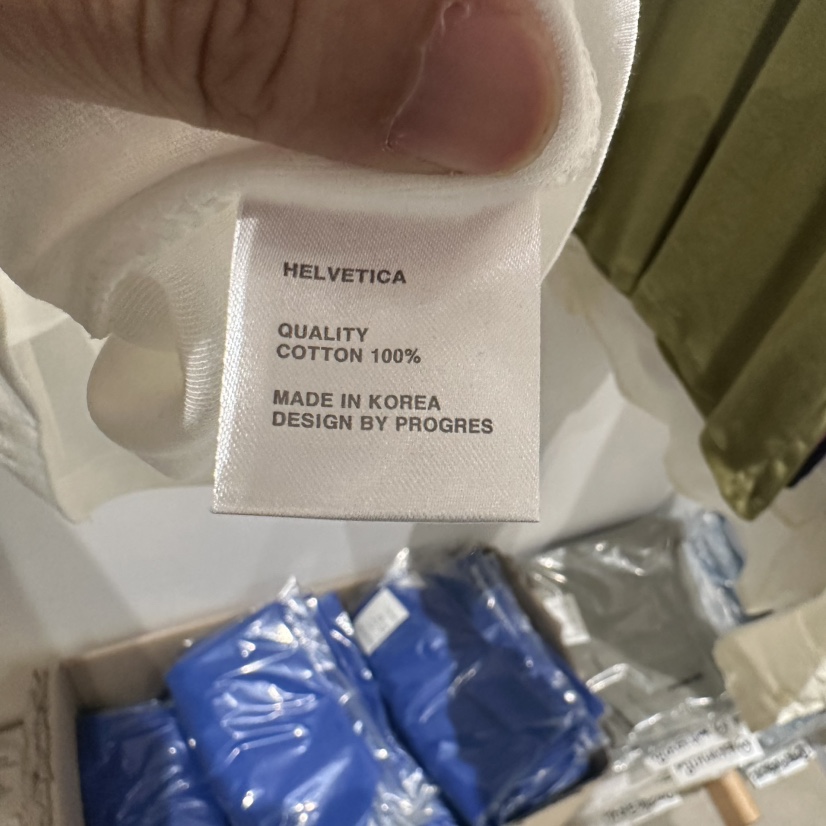 HELVETICA
QUALITY
COTTON 100%
MADE IN KOREA
DESIGN BY PROGRES